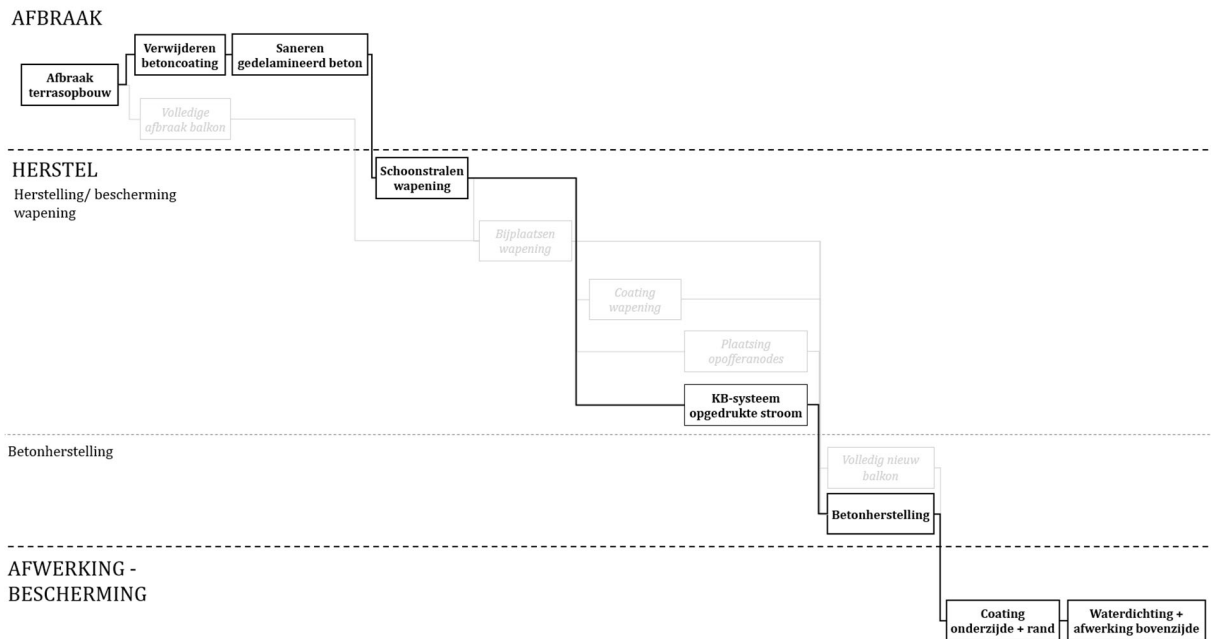 AFBRAAK
Verwijderen
betoncoating
Saneren
gedelamineerd beton
Afbraak
terrasopbouw
Volledige
afbraak balkon
HERSTEL
Herstelling/ bescherming
wapening
Schoonstralen
wapening
Bijplaatsen
wapening
Coating
wapening
Plaatsing
opofferanodes
KB-systeem
opgedrukte stroom
Betonherstelling
Volledig nieuw
balkon
Betonherstelling
AFWERKING -
BESCHERMING
Coating
onderzijde + rand
Waterdichting +
afwerking bovenzijde